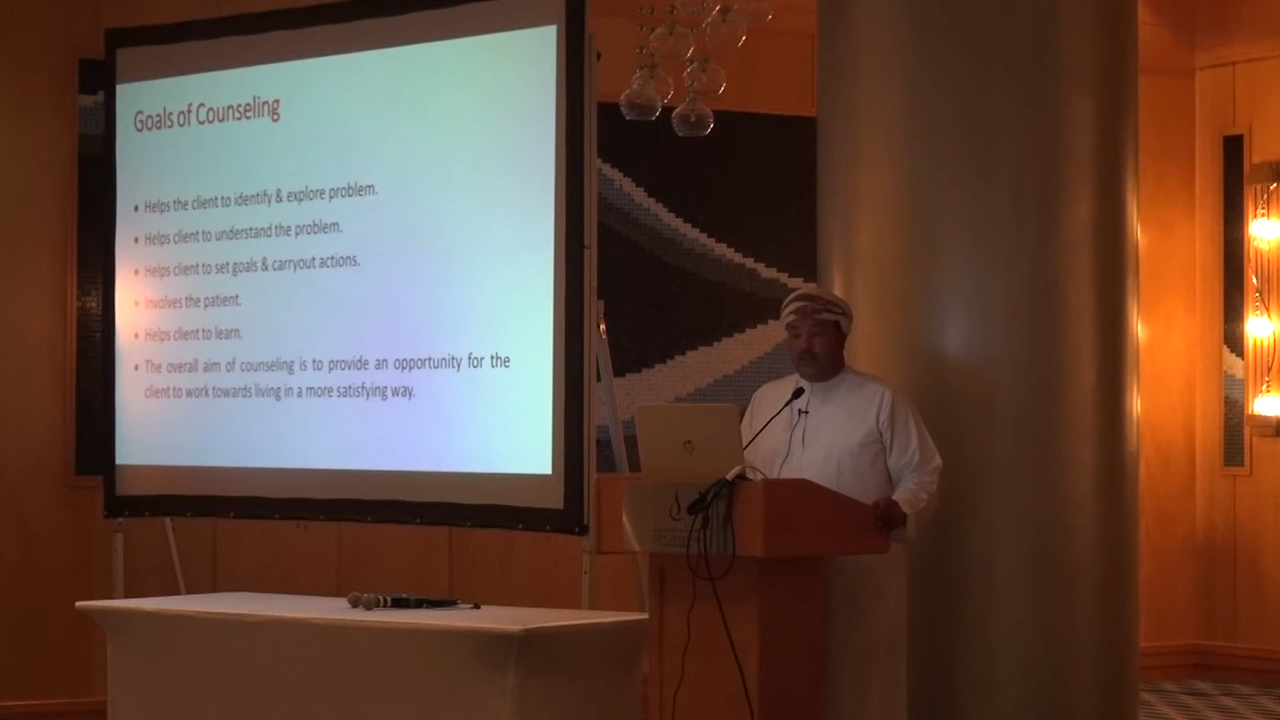 Goals of Counseling
• Helps the client to identify & explore problem.
• Helps client to understand the problem.
• Helps client to set goals & carryout actions.
• Involves the patient.
• Helps client to learn.
• The overall aim of counseling is to provide an opportunity for the
client to work towards living in a more satisfying way.